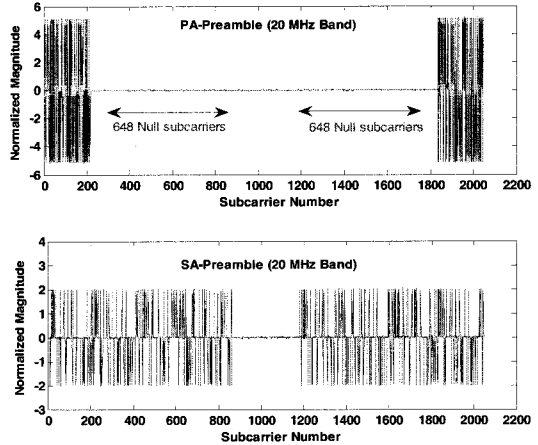 PA-Preamble (20 MHz Band)
Normalized Magnitude
6
4
2
0
-2
-4
-6
648 Null subcarriers
648 Null subcarriers
0 200 400 600 800 1000 1200 1400 1600 1800 2000 2200
Subcarrier Number
SA-Preamble (20 MHz Band)
Normalized Magnitude
4
3
2
1
0
-1
-2
-3
0 200 400 600 800 1000 1200 1400 1600 1800 2000 2200
Subcarrier Number